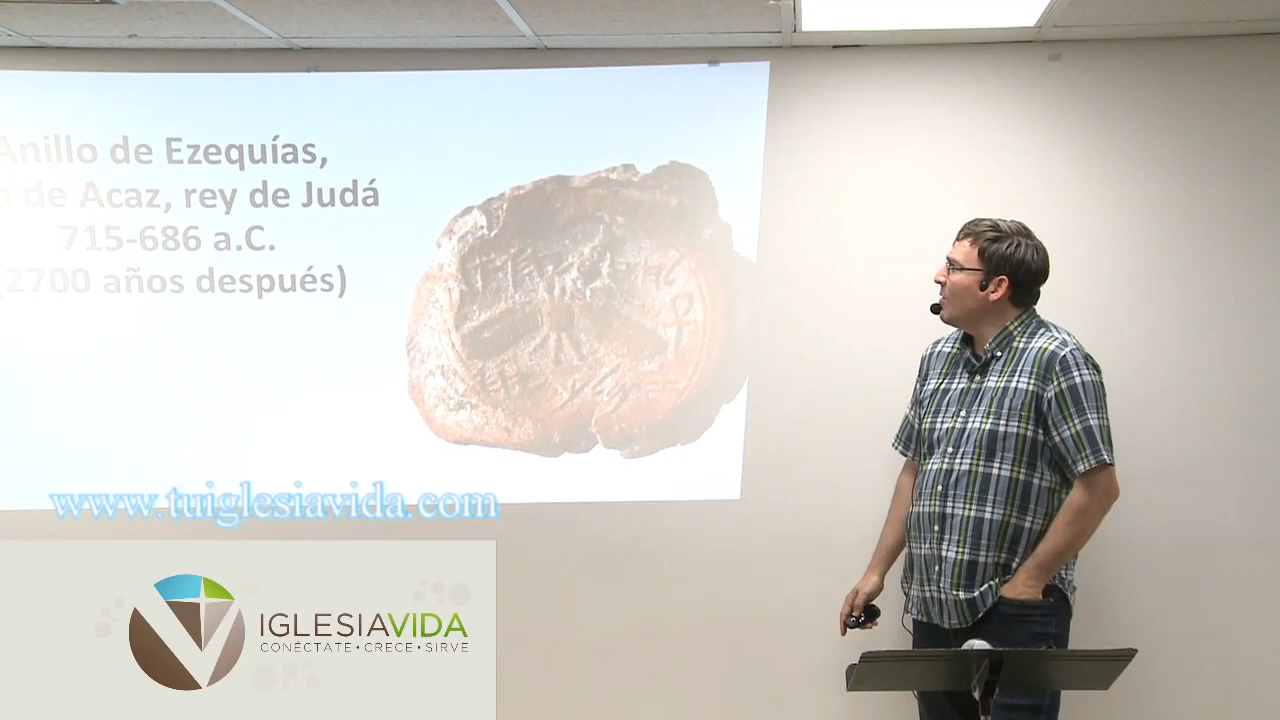 Anillo de Ezequías,
de Acaz, rey de Judá
715-686 a.C.
(2700 años después)
www.tuiglesiavida.com
IGLESIAVIDA
CONÉCTATE • CRECE • SIRVE